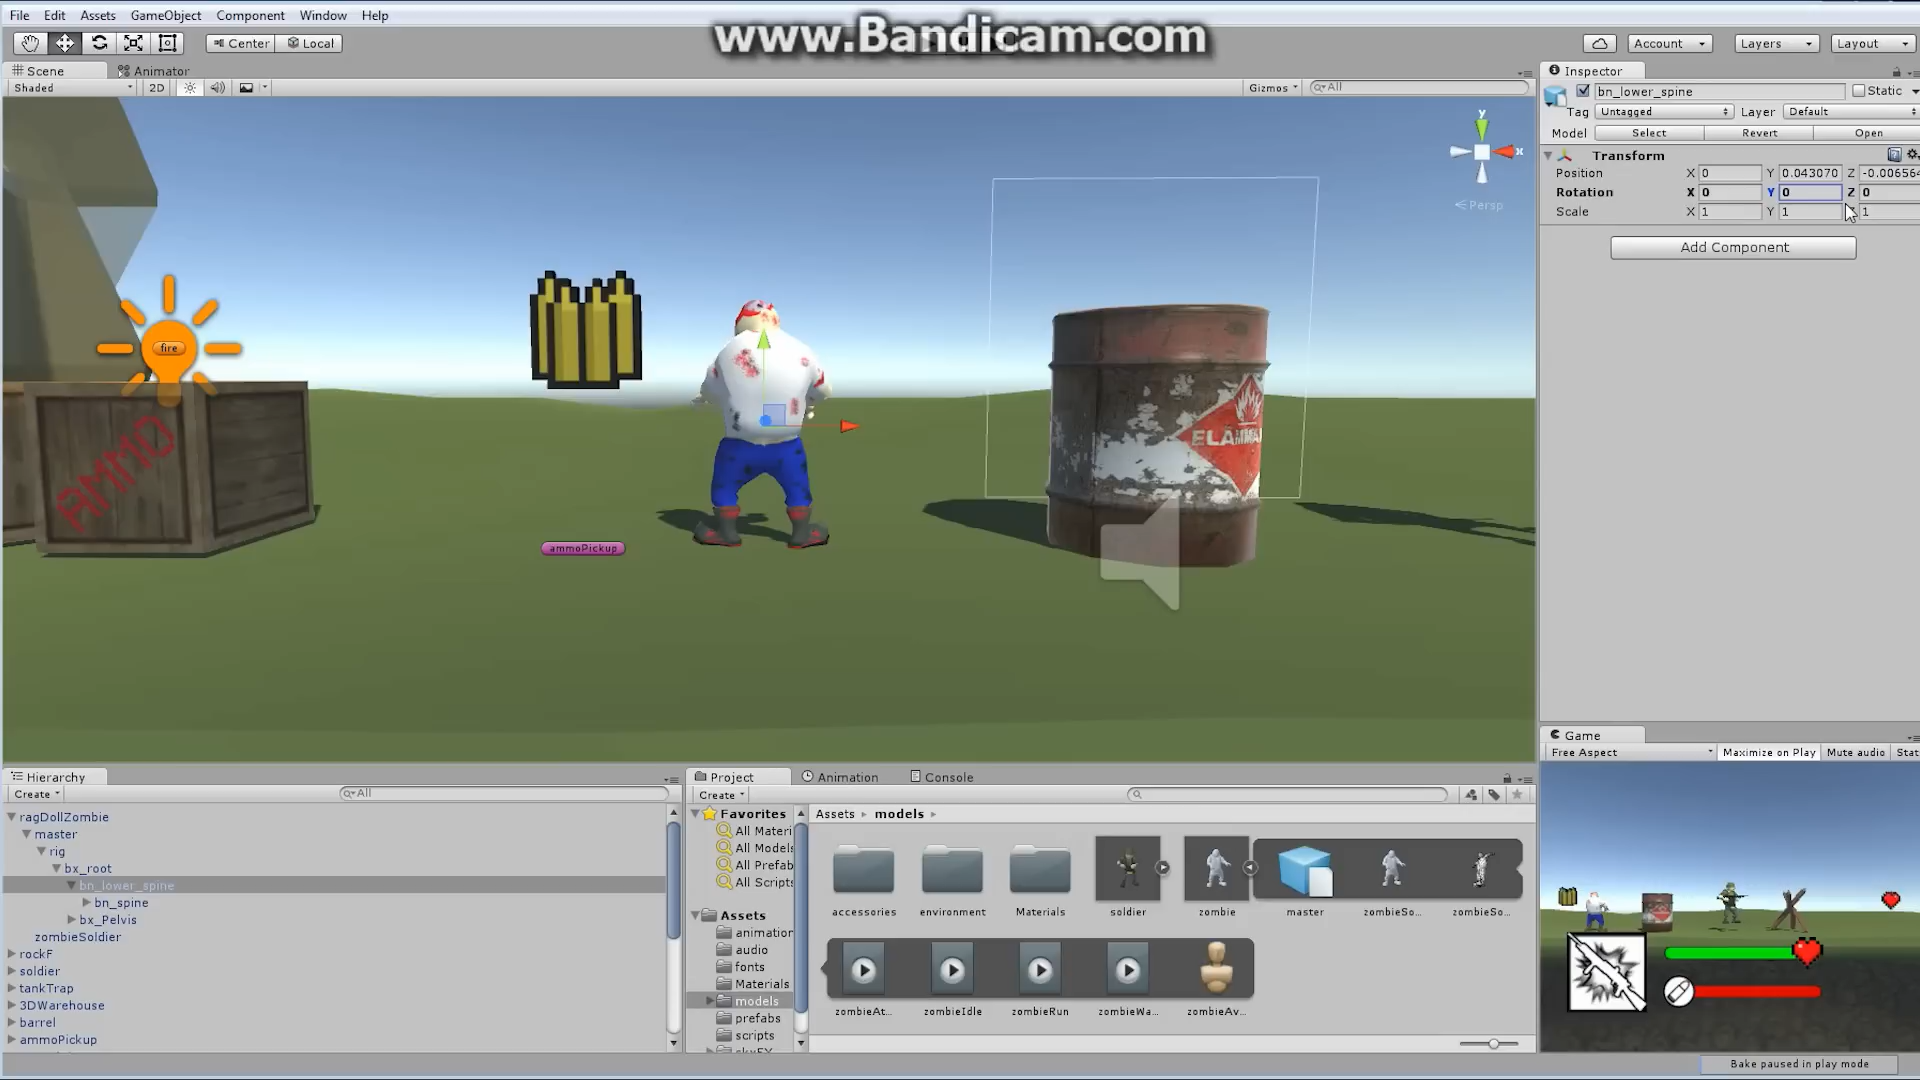 File Edit Assets GameObject Component Window Help
www.Bandicam.com
Center Local
Account Layers Layout
Scene Animator
Shaded 2D Gizmos All
Inspector
bn_lower_spine Static
Tag Untagged Layer Default
Model Select Revert Open
Transform
Position X 0 Y 0.043070 Z -0.006564
Rotation X 0 Y 0 Z 0
Scale X 1 Y 1 1
Add Component
y
x
Persp
fire
AMMO
ammoPickup
Game
Free Aspect Maximize on Play Mute audio Stat
Hierarchy
Create All
ragDollZombie
master
rig
bx_root
bn_lower_spine
bn_spine
bx_Pelvis
zombieSoldier
rockF
soldier
tankTrap
3DWarehouse
barrel
ammoPickup
Project Animation Console
Create
Favorites
All Materi
All Models
All Prefab
All Scripts
Assets
animation
audio
fonts
Materials
models
prefabs
scripts
Assets models
accessories environment Materials soldier zombie master zombieSo... zombieSo...
zombieAt... zombieIdle zombieRun zombieWa... zombieAv...
Bake paused in play mode